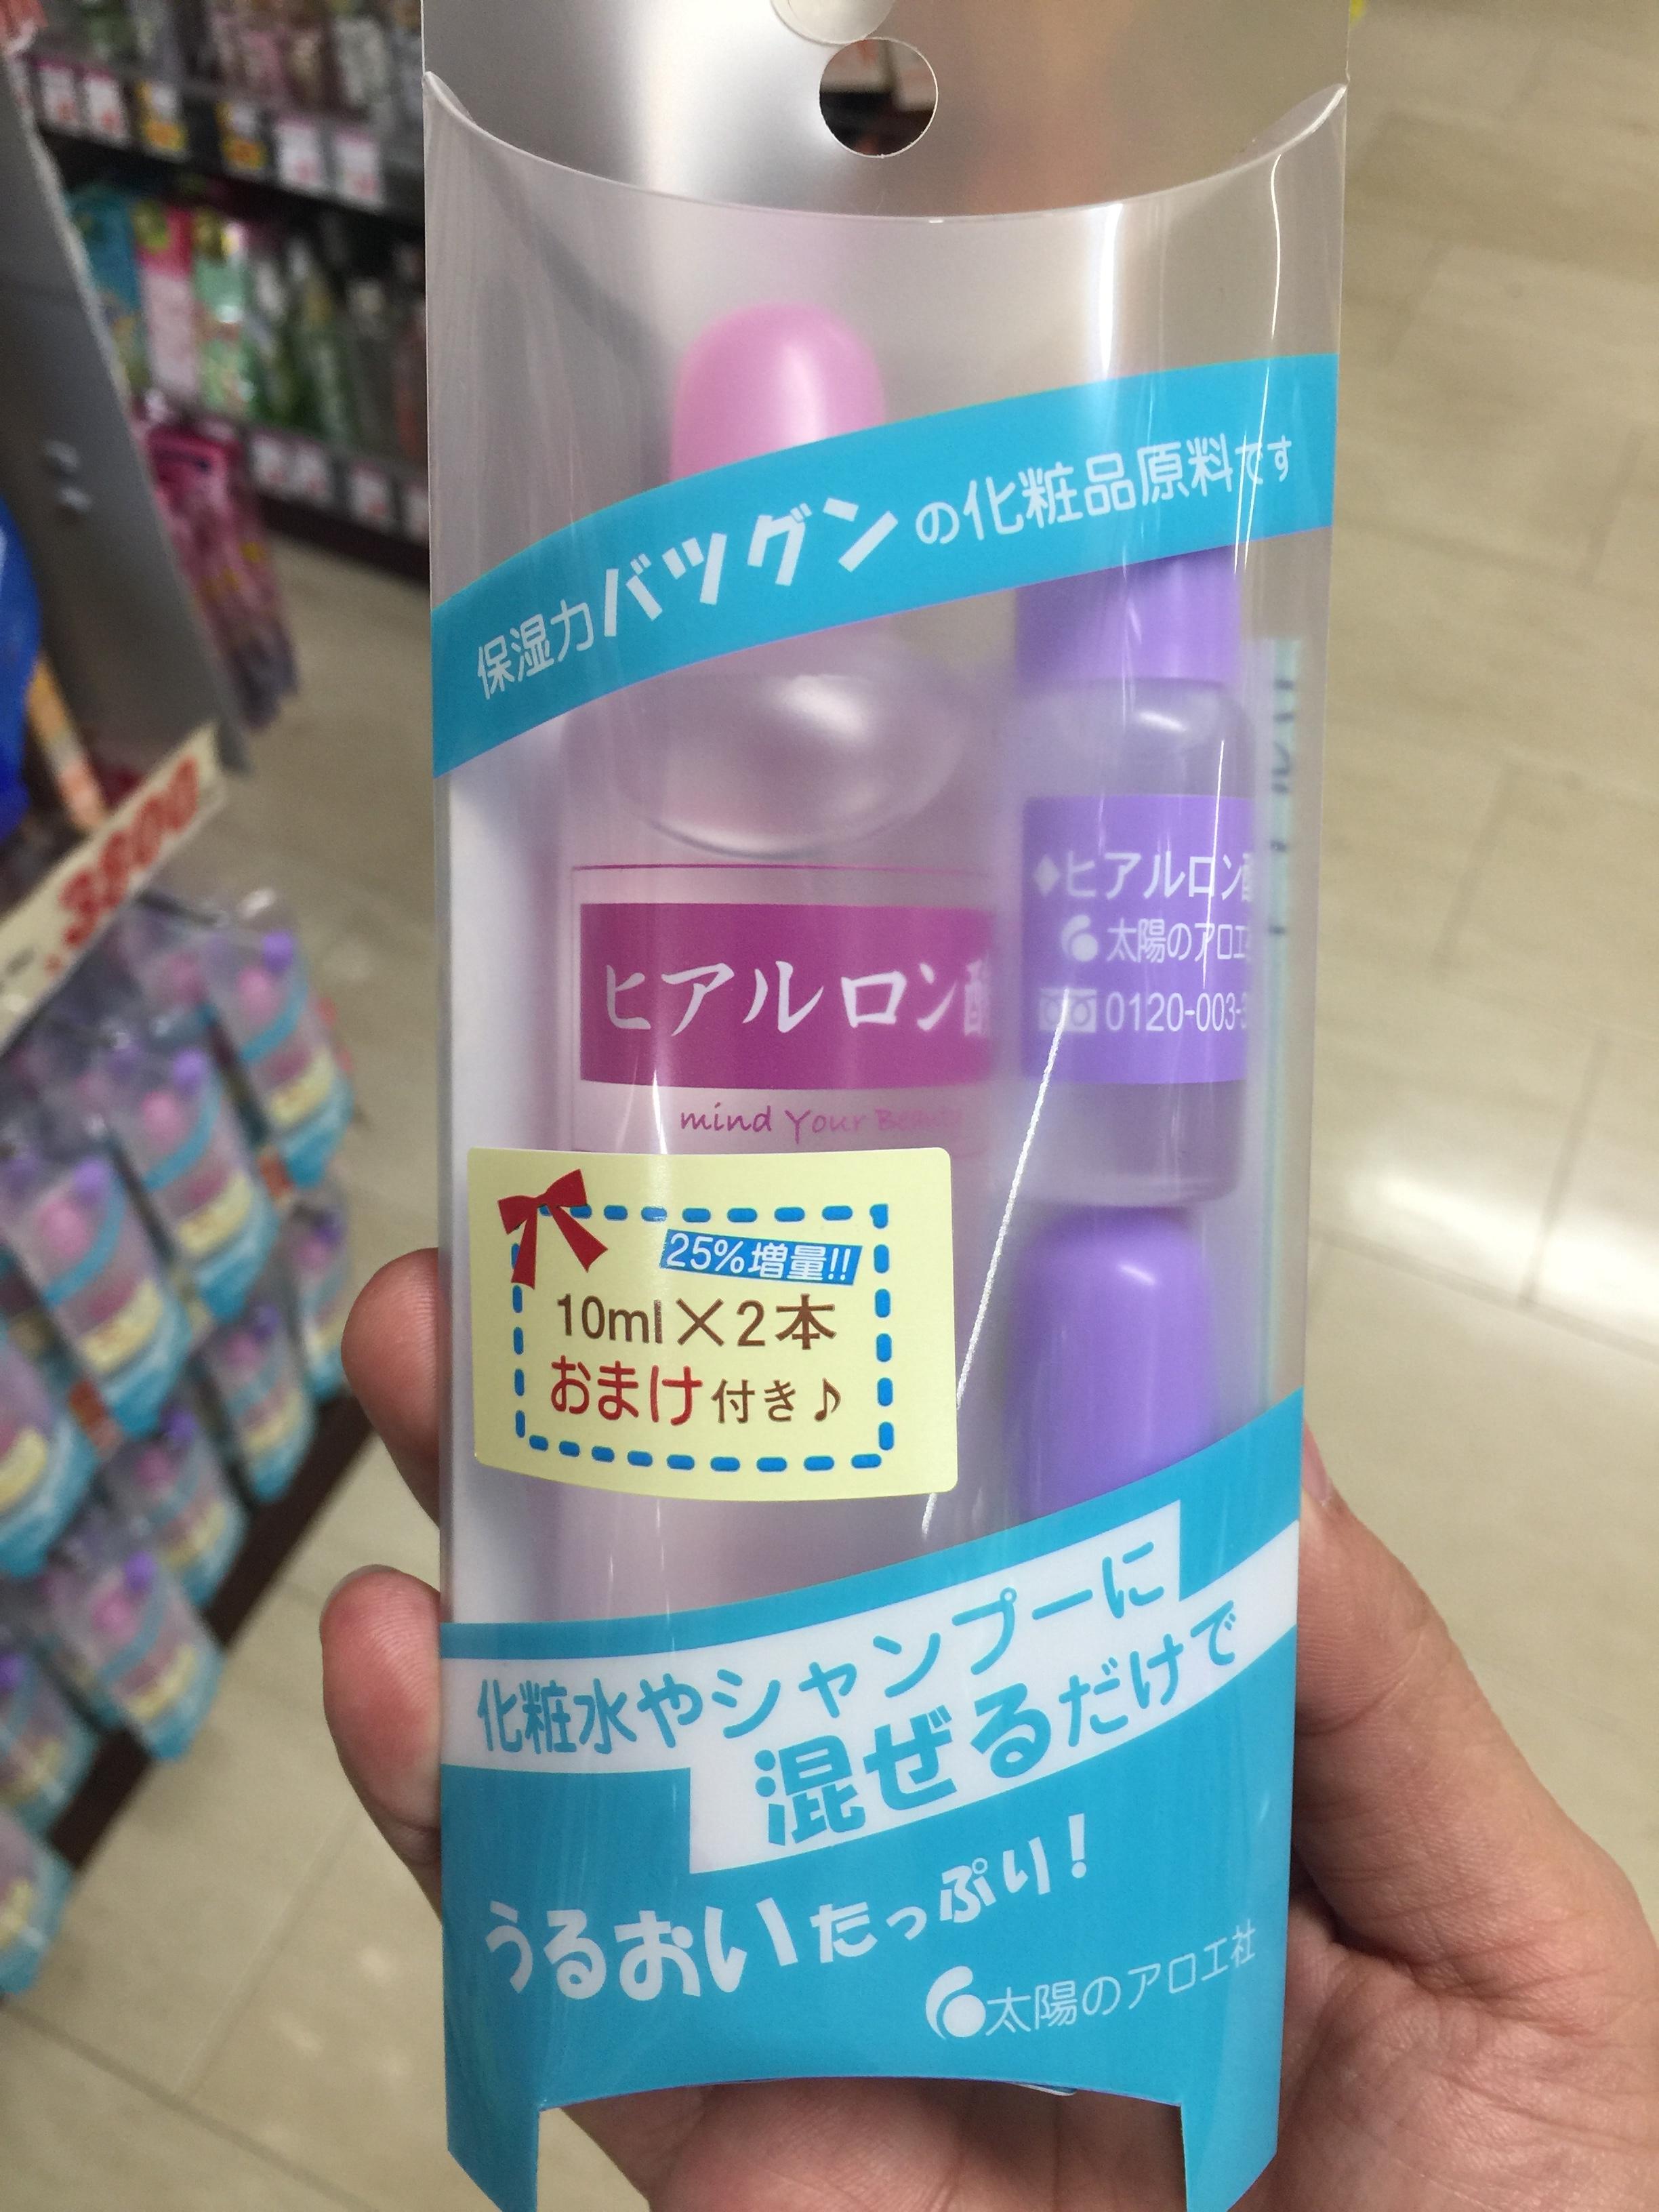 保湿力バツグンの化粧品原料です
ヒアルロン酸
mind Your Beauty
◆ヒアルロン酸
太陽のアロエ社
0120-003-3
25%増量!!
10ml×2本
おまけ付き♪
化粧水やシャンプーに
混ぜるだけで
うるおいたっぷり!
太陽のアロエ社
3800